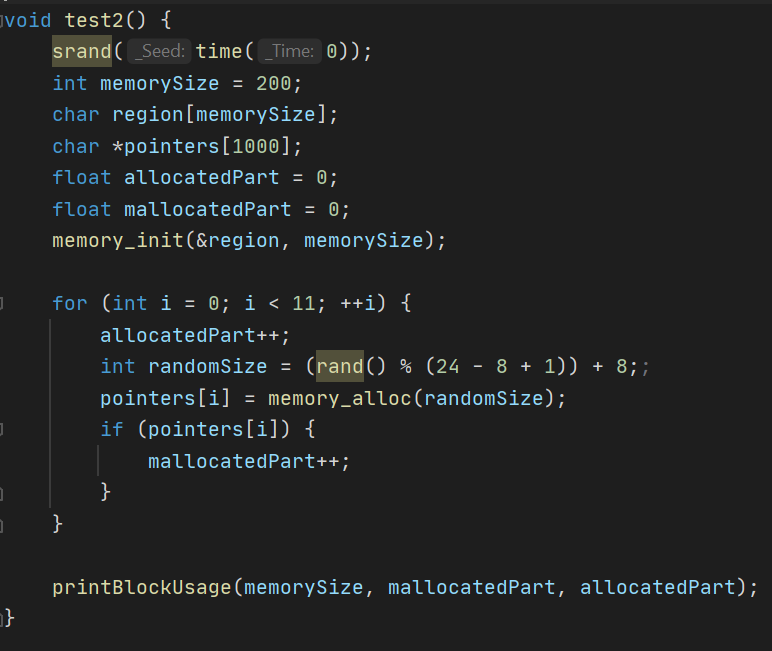 void test2() {
    srand( _Seed: time( _Time: 0));
    int memorySize = 200;
    char region[memorySize];
    char *pointers[1000];
    float allocatedPart = 0;
    float mallocatedPart = 0;
    memory_init(&region, memorySize);

    for (int i = 0; i < 11; ++i) {
        allocatedPart++;
        int randomSize = (rand() % (24 - 8 + 1)) + 8;;
        pointers[i] = memory_alloc(randomSize);
        if (pointers[i]) {
            mallocatedPart++;
        }
    }

    printBlockUsage(memorySize, mallocatedPart, allocatedPart);
}